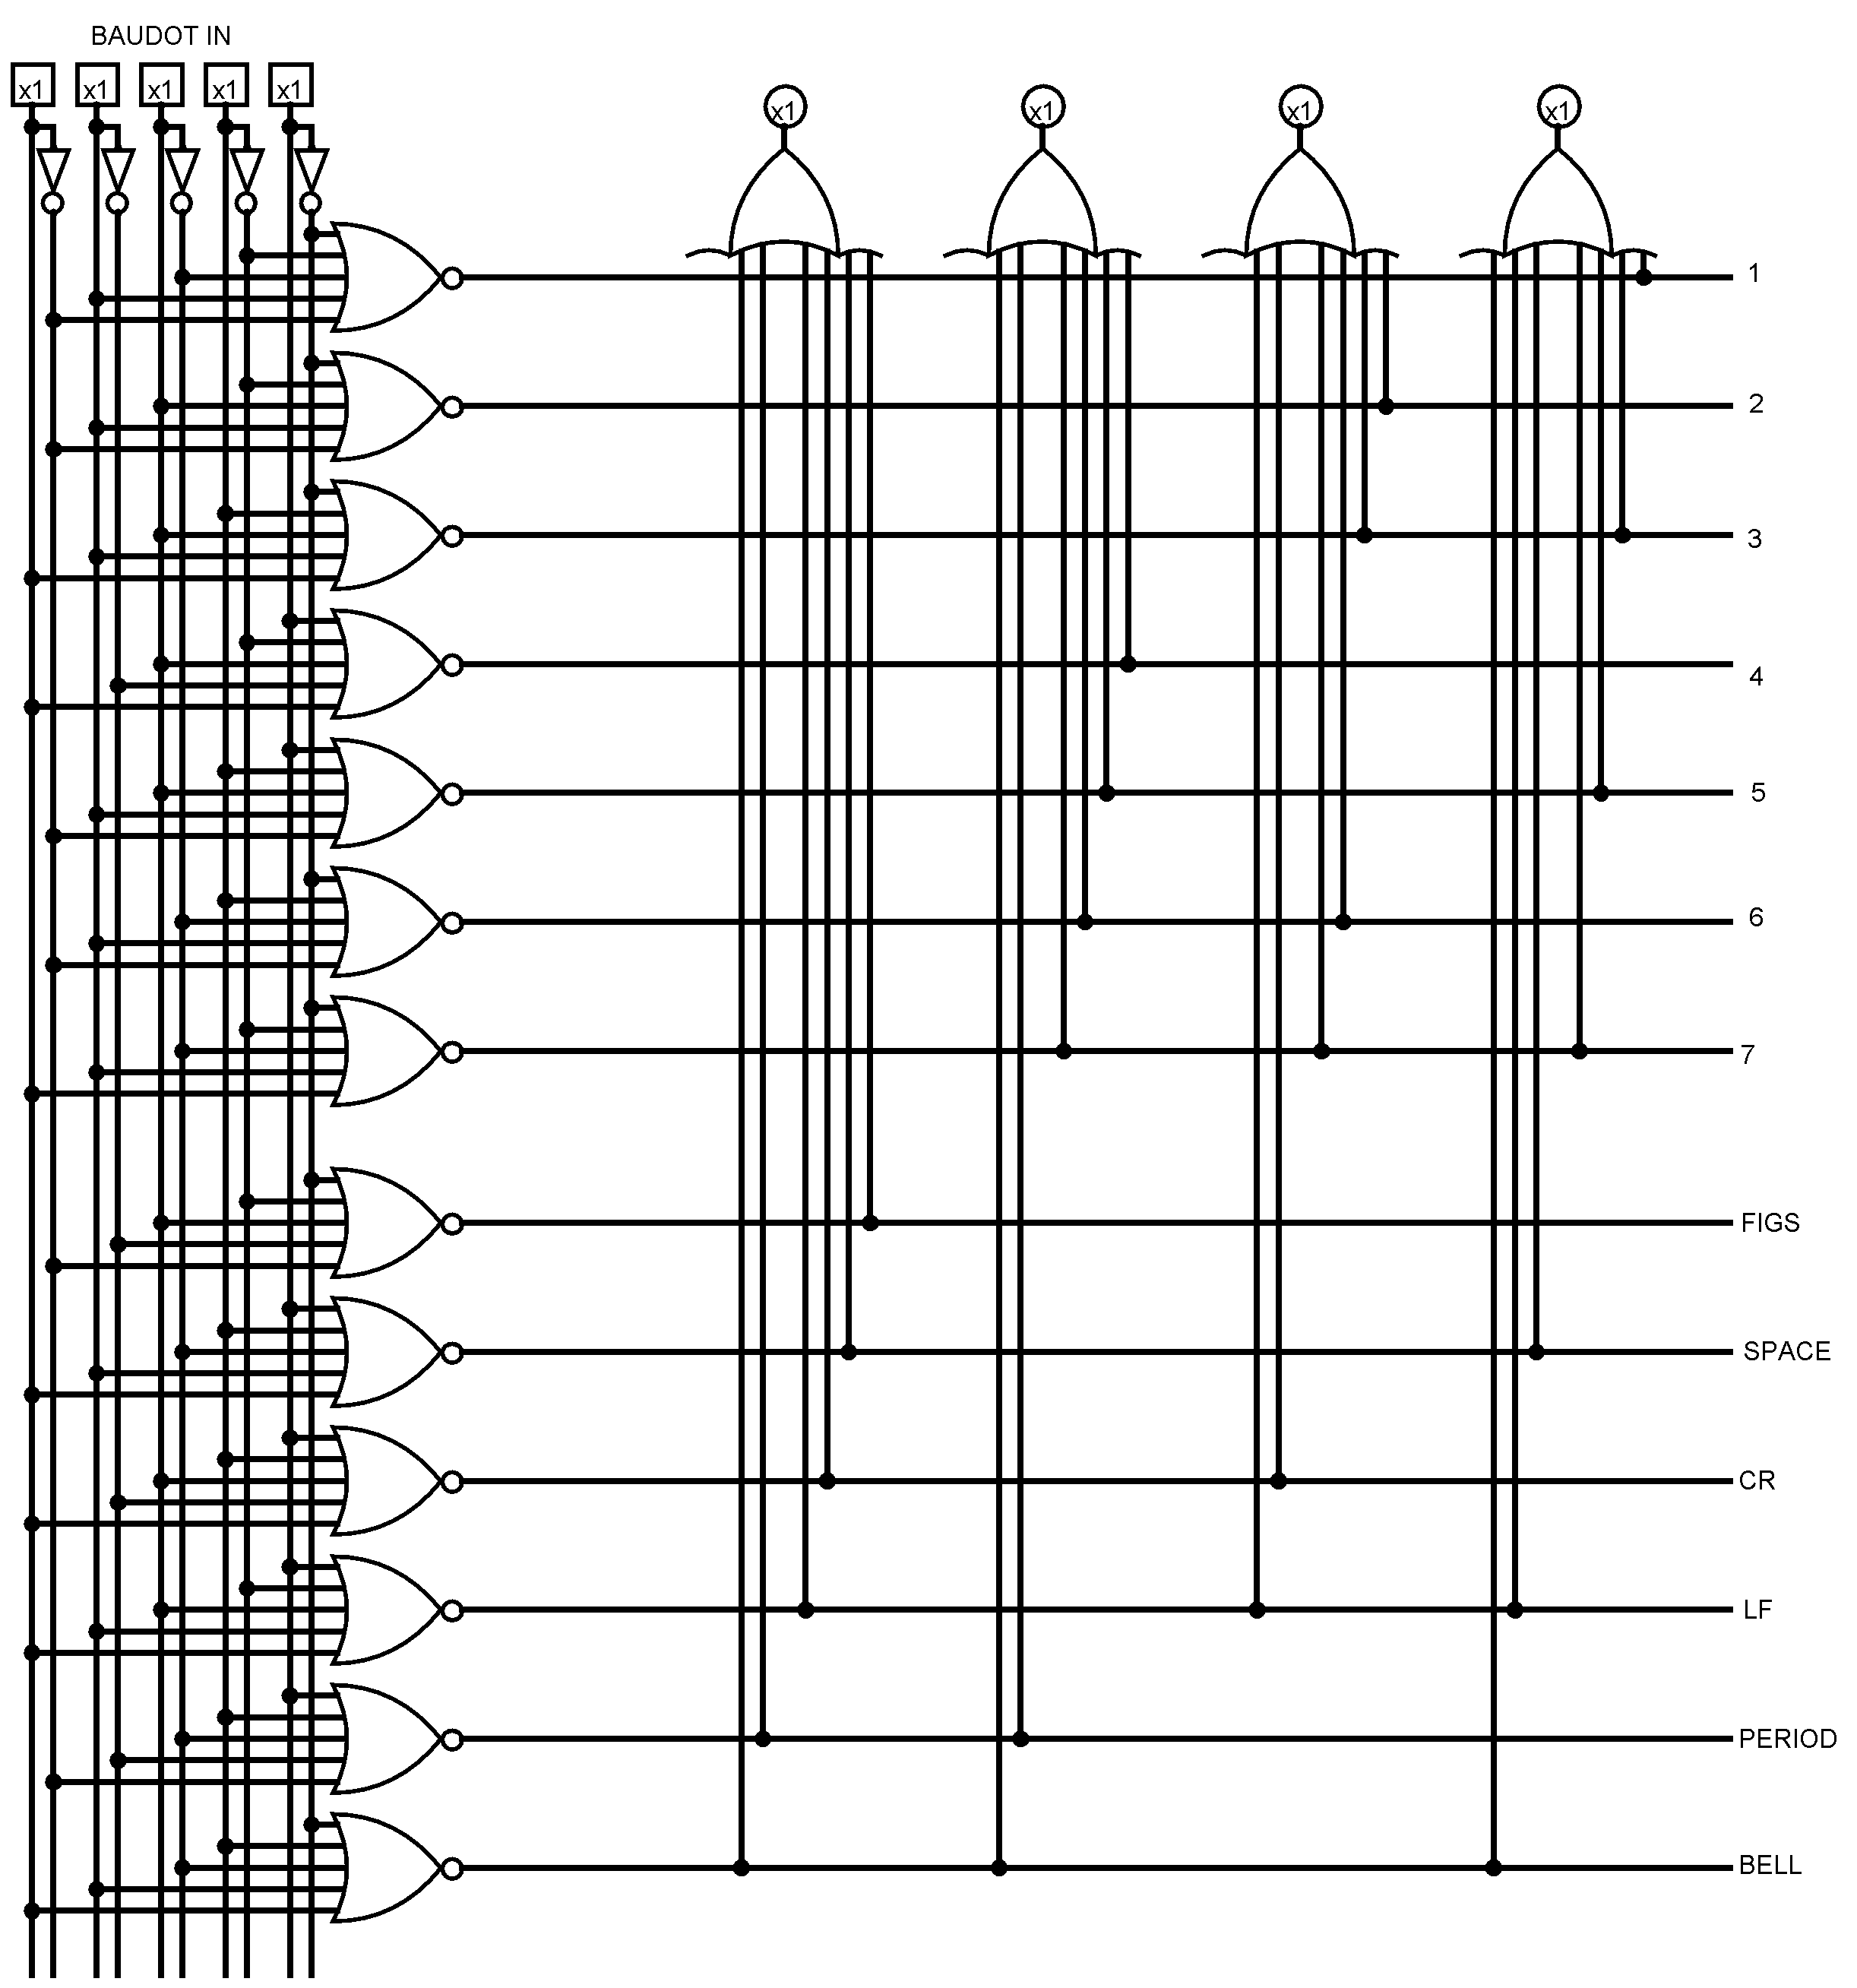 BAUDOT IN
x1 x1 x1 x1 x1
x1 x1 x1 x1
1
2
3
4
5
6
7
FIGS
SPACE
CR
LF
PERIOD
BELL